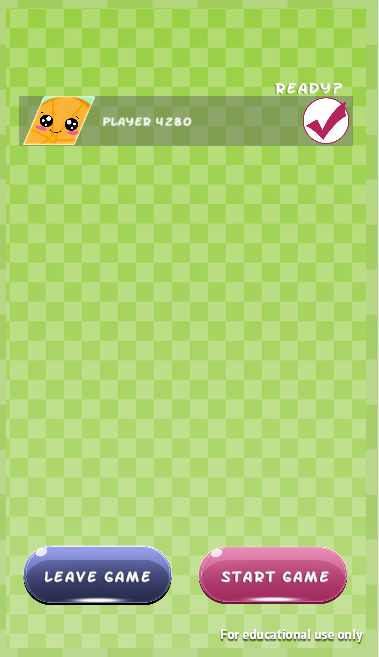 READY?
PLAYER 4280
LEAVE GAME
START GAME
For educational use only